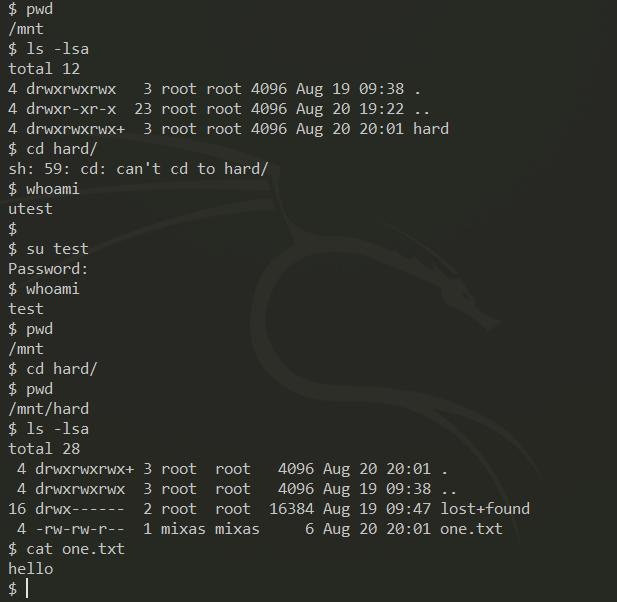 $ pwd
/mnt
$ ls -lsa
total 12
4 drwxrwxrwx   3 root root 4096 Aug 19 09:38 .
4 drwxr-xr-x  23 root root 4096 Aug 20 19:22 ..
4 drwxrwxrwx+  3 root root 4096 Aug 20 20:01 hard
$ cd hard/
sh: 59: cd: can't cd to hard/
$ whoami
utest
$
$ su test
Password:
$ whoami
test
$ pwd
/mnt
$ cd hard/
$ pwd
/mnt/hard
$ ls -lsa
total 28
 4 drwxrwxrwx+ 3 root  root   4096 Aug 20 20:01 .
 4 drwxrwxrwx  3 root  root   4096 Aug 19 09:38 ..
16 drwx------  2 root  root  16384 Aug 19 09:47 lost+found
 4 -rw-rw-r--  1 mixas mixas     6 Aug 20 20:01 one.txt
$ cat one.txt
hello
$